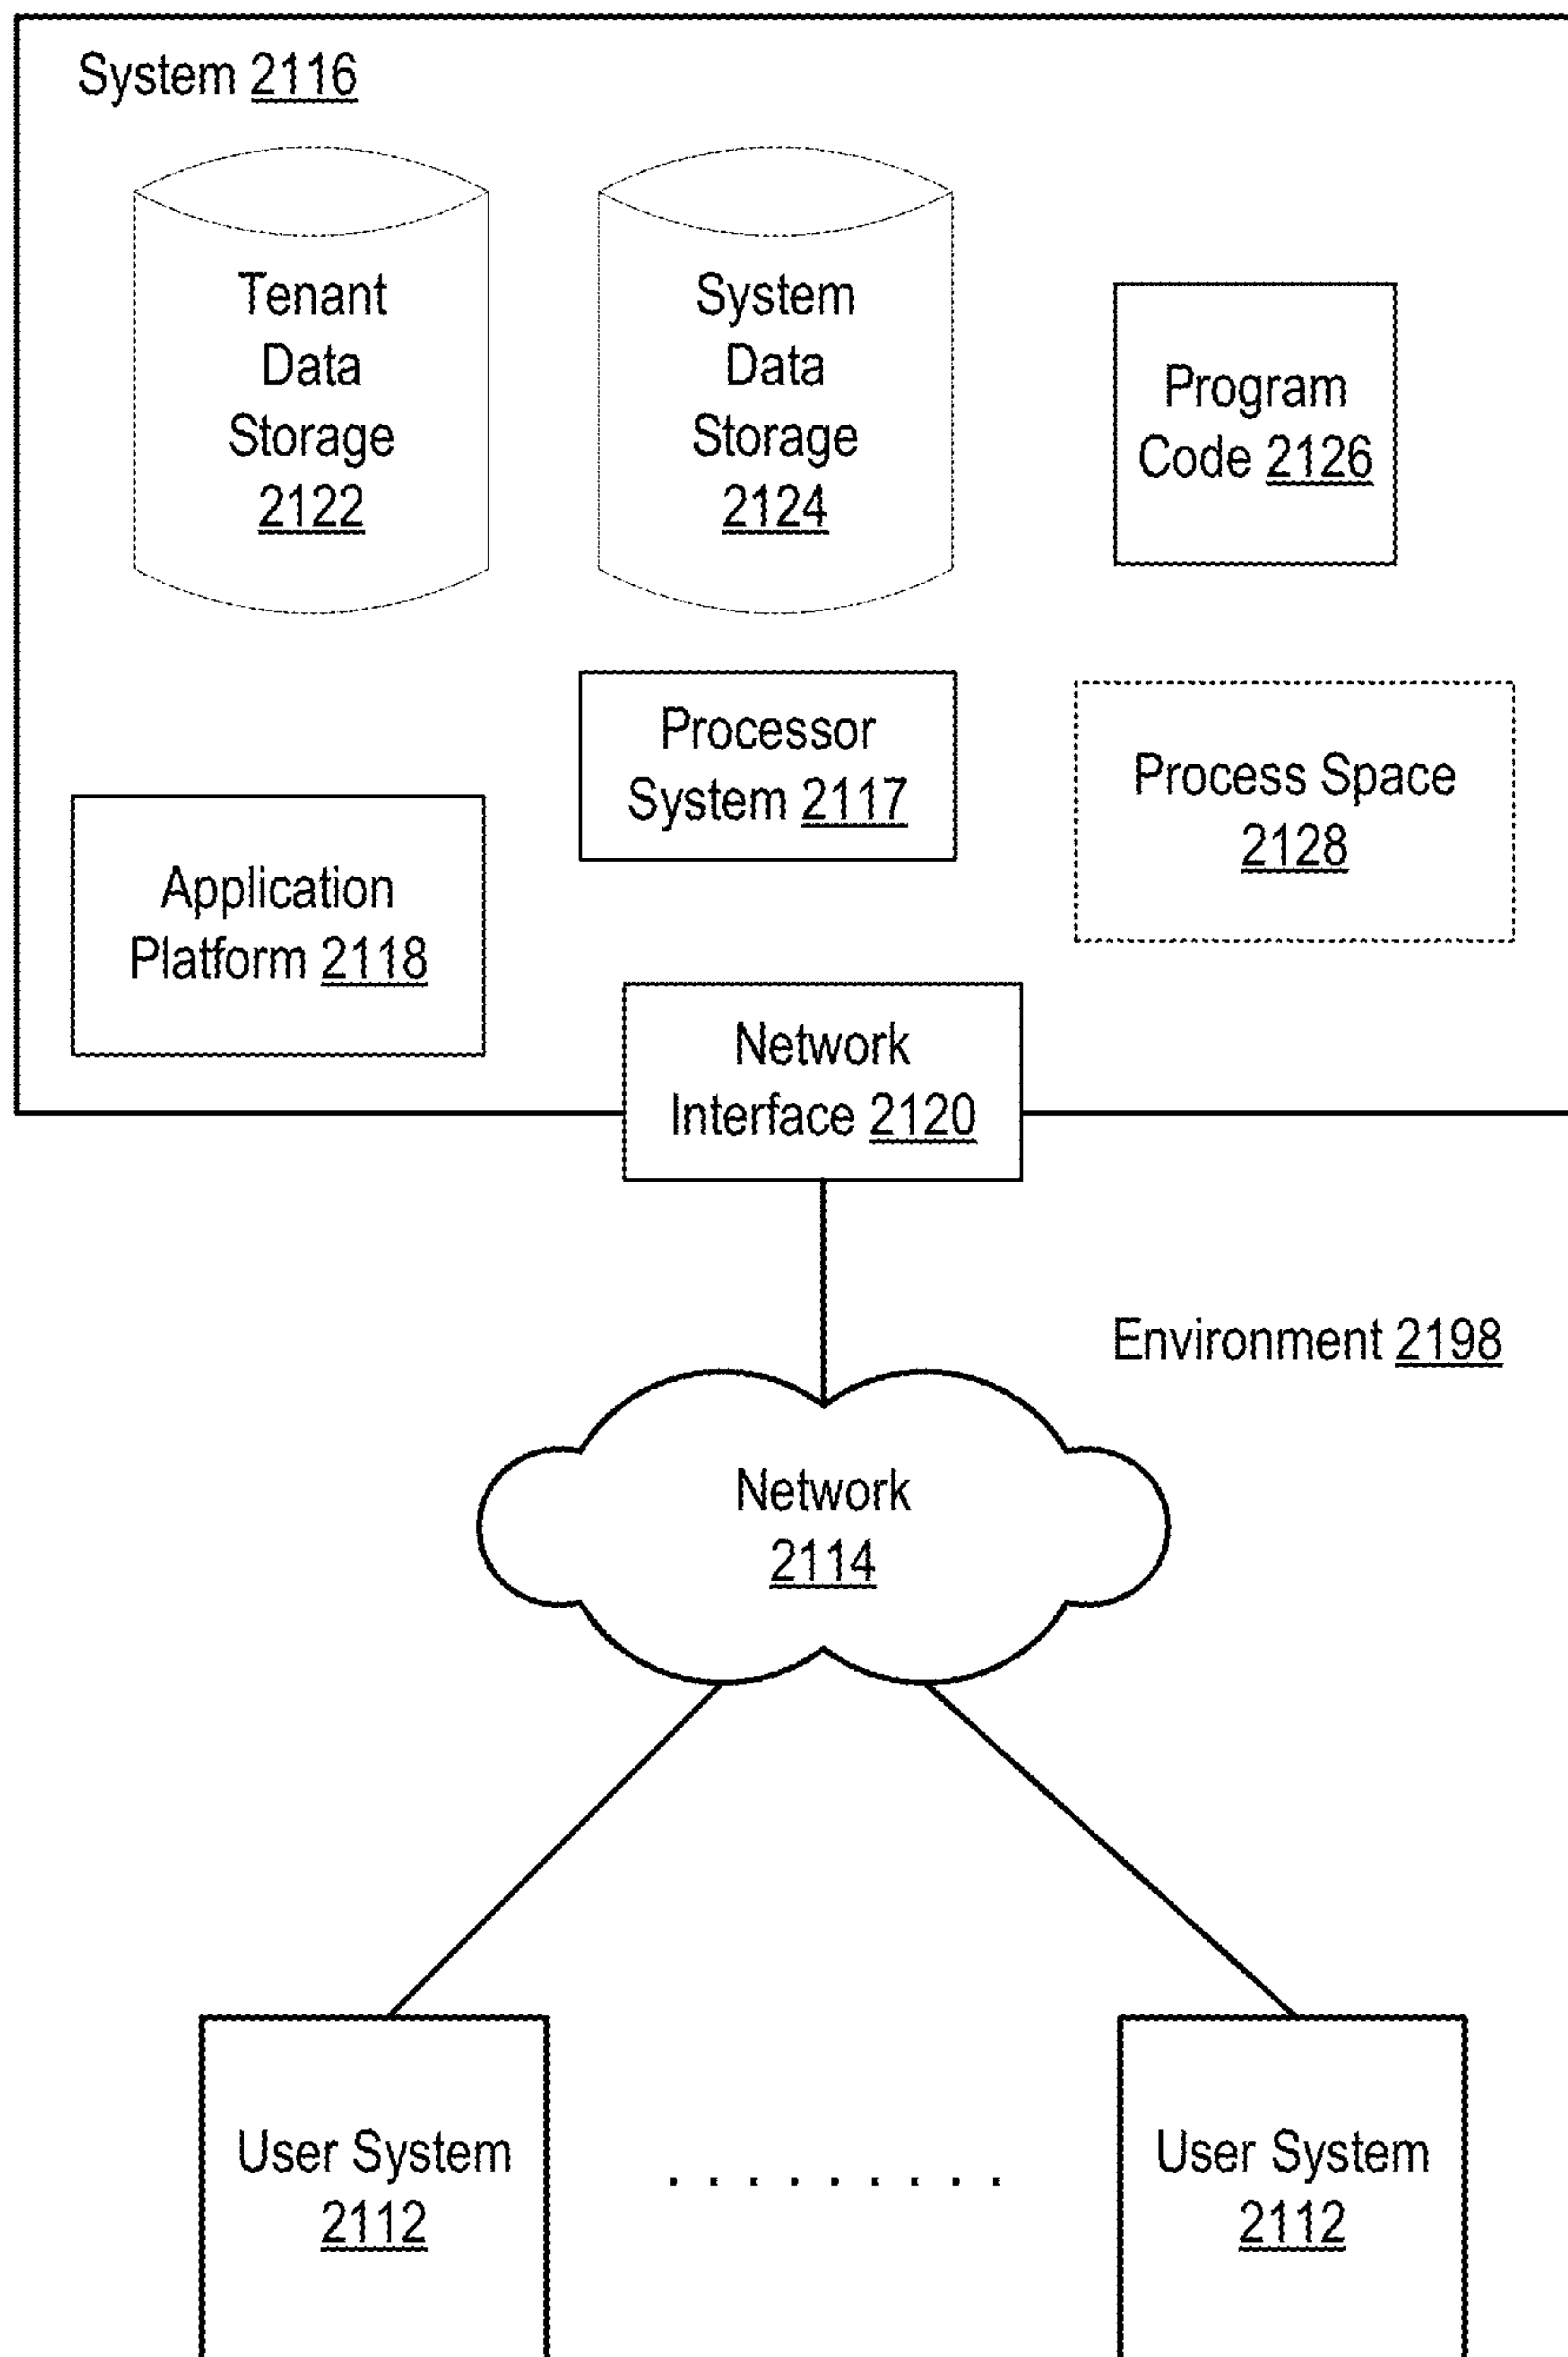 System 2116
Tenant
Data
Storage
2122
System
Data
Storage
2124
Program
Code 2126
Processor
System 2117
Process Space
2128
Application
Platform 2118
Network
Interface 2120
Environment 2198
Network
2114
User System
2112
User System
2112